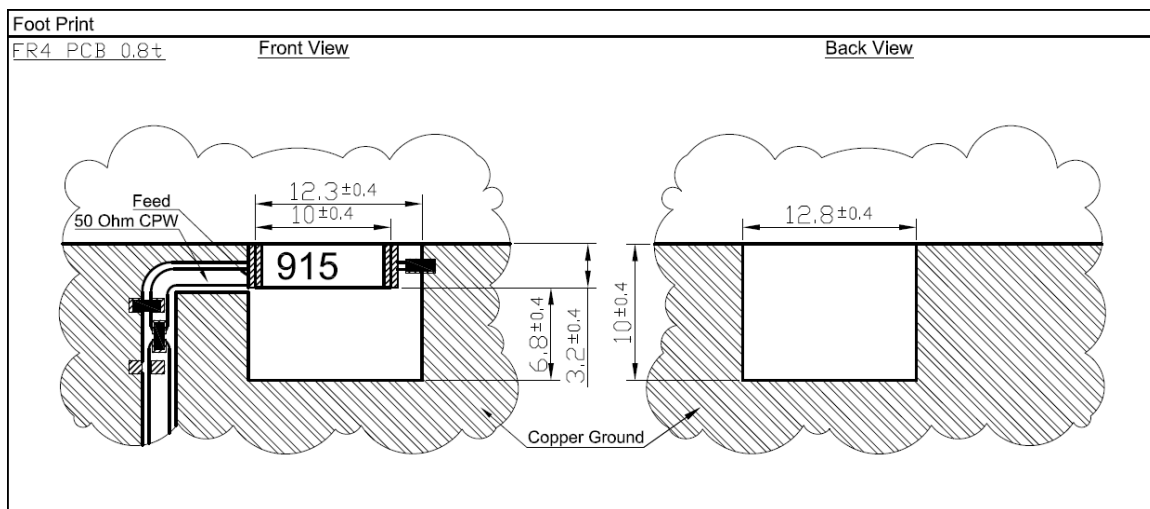 Foot Print
FR4 PCB 0.8t
Front View
Back View
12.3±0.4
10±0.4
Feed
50 Ohm CPW
915
6.8±0.4
3.2±0.4
12.8±0.4
10±0.4
Copper Ground